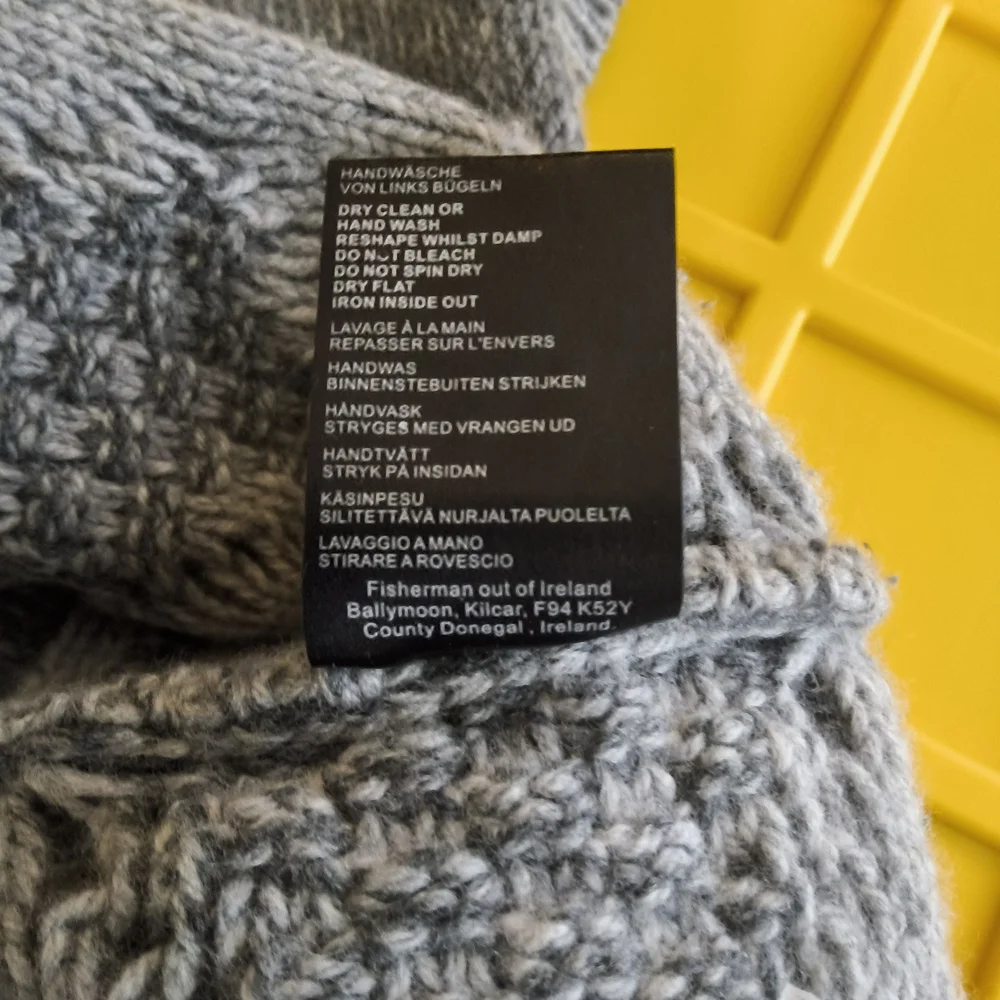 HANDWÄSCHE
VON LINKS BÜGELN
DRY CLEAN OR
HAND WASH
RESHAPE WHILST DAMP
DO NOT BLEACH
DO NOT SPIN DRY
DRY FLAT
IRON INSIDE OUT
LAVAGE À LA MAIN
REPASSER SUR L'ENVERS
HANDWAS
BINNENSTEBUITEN STRIJKEN
HÅNDVASK
STRYGES MED VRANGEN UD
HANDTVÄTT
STRYK PÅ INSIDAN
KÄSINPESU
SILITETTÄVÄ NURJALTA PUOLELTA
LAVAGGIO A MANO
STIRARE A ROVESCIO
Fisherman out of Ireland
Ballymoon, Kilcar, F94 K52Y
County Donegal , Ireland.